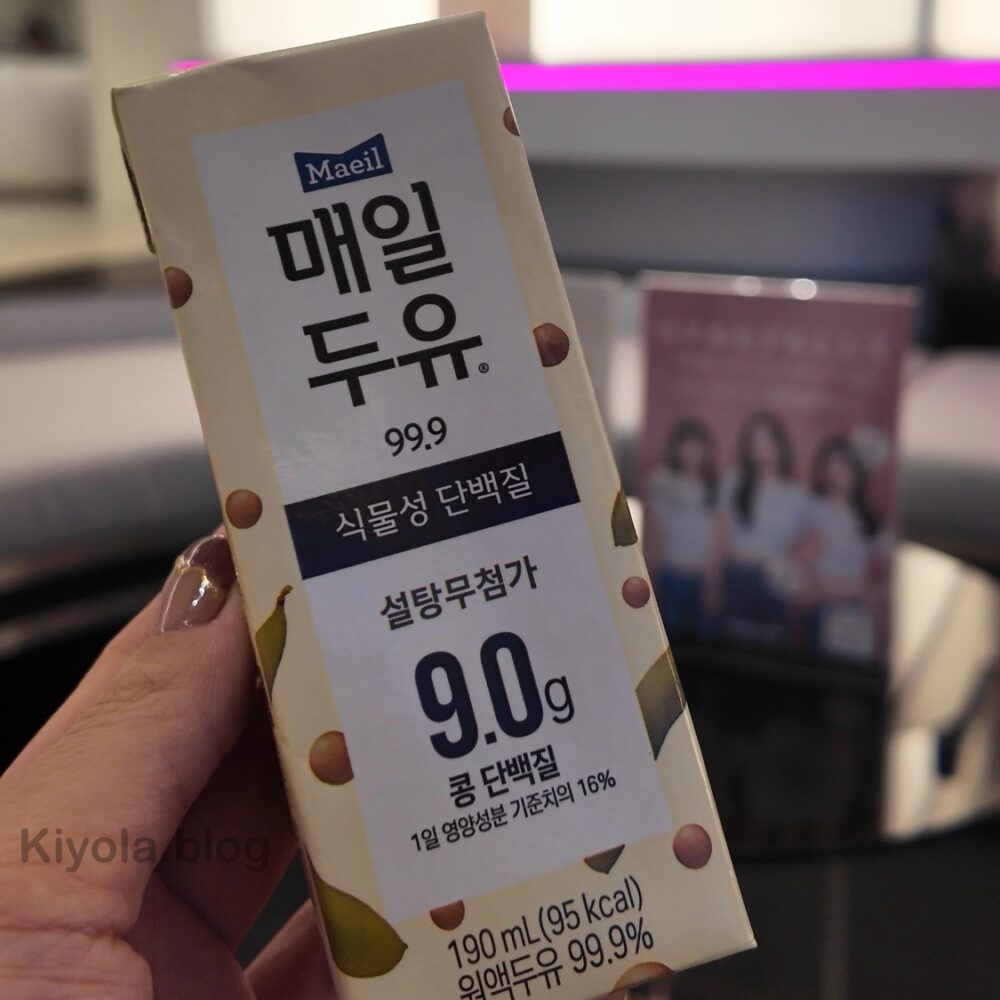 Maeil
매일
두유®
99.9
식물성 단백질
설탕무첨가
9.0g
콩 단백질
1일 영양성분 기준치의 16%
190 mL(95 kcal)
원액두유 99.9%
Kiyola.blog